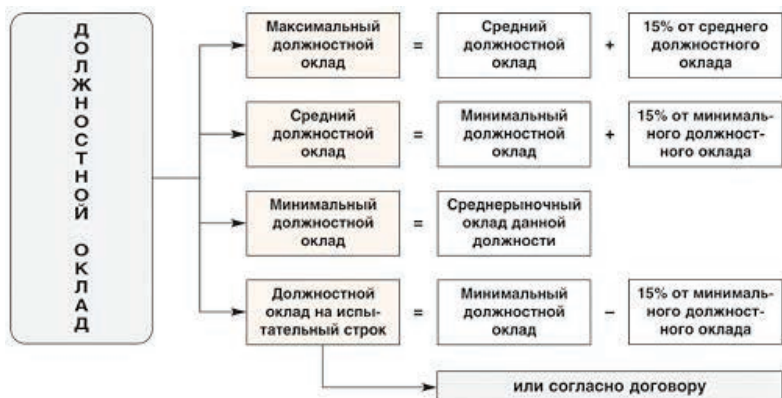 ДОЛЖНОСТНОЙ ОКЛАД
Максимальный
должностной
оклад
=
Средний
должностной
оклад
+
15% от среднего
должностного
оклада
Средний
должностной
оклад
=
Минимальный
должностной
оклад
+
15% от минималь-
ного должност-
ного оклада
Минимальный
должностной
оклад
=
Среднерыночный
оклад данной
должности
Должностной
оклад на испы-
тательный строк
=
Минимальный
должностной
оклад
–
15% от минималь-
ного должност-
ного оклада
или согласно договору